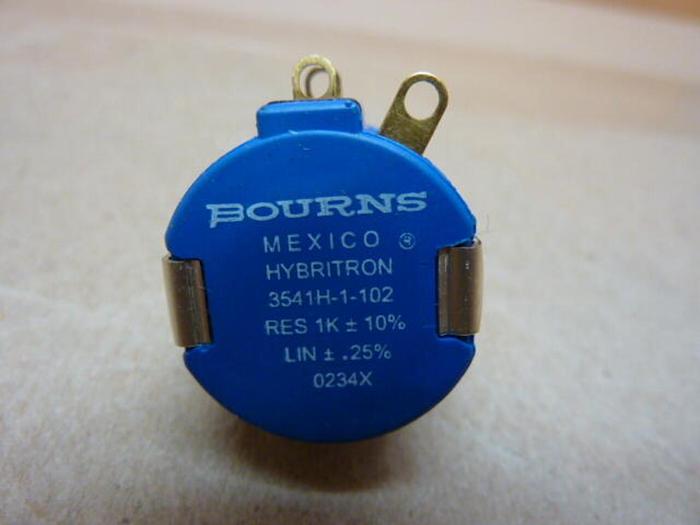 BOURNS
MEXICO ®
HYBRITRON
3541H-1-102
RES 1K ± 10%
LIN ± .25%
0234X